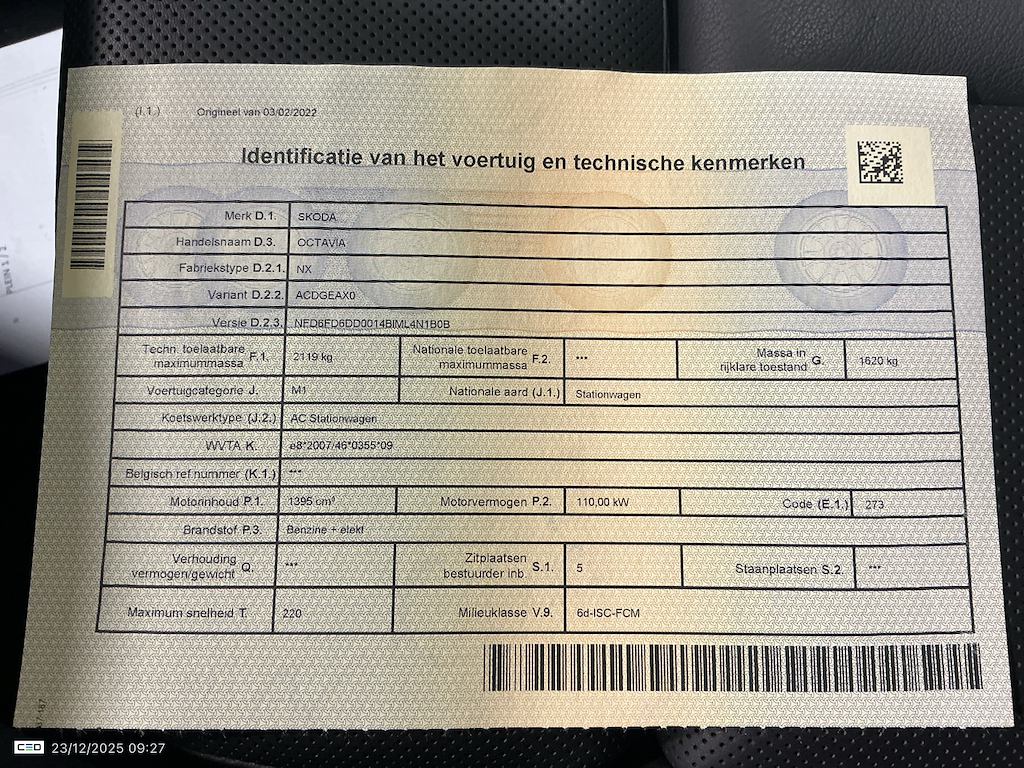 (I.1.) Origineel van 03/02/2022
Identificatie van het voertuig en technische kenmerken
Merk D.1. SKODA
Handelsnaam D.3. OCTAVIA
Fabriekstype D.2.1. NX
Variant D.2.2. ACDGEAX0
Versie D.2.3. NFD6FD6DD0014BIML4N1B0B
Techn. toelaatbare maximummassa F.1. 2119 kg Nationale toelaatbare maximummassa F.2. *** Massa in rijklare toestand G. 1620 kg
Voertuigcategorie J. M1 Nationale aard (J.1.) Stationwagen
Koetswerktype (J.2.) AC Stationwagen
WVTA K. e8*2007/46*0355*09
Belgisch ref nummer (K.1.) ***
Motorinhoud P.1. 1395 cm³ Motorvermogen P.2. 110,00 kW Code (E.1.) 273
Brandstof P.3. Benzine + elekt
Verhouding vermogen/gewicht Q. *** Zitplaatsen bestuurder inb. S.1. 5 Staanplaatsen S.2. ***
Maximum snelheid T. 220 Milieuklasse V.9. 6d-ISC-FCM
PLEIN 1 / 2
CEO 23/12/2025 09:27